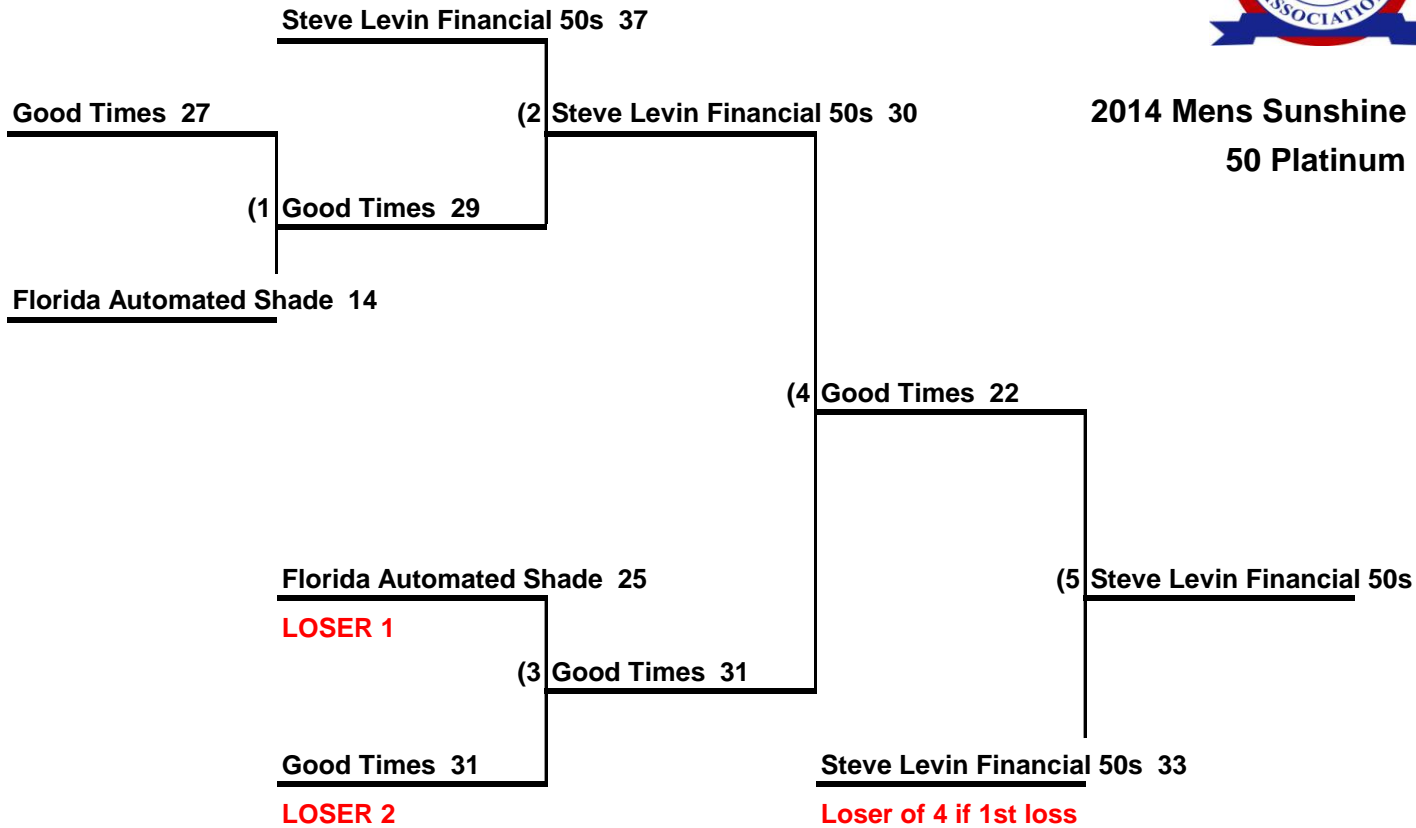 ASSOCIATION
Steve Levin Financial 50s 37
Good Times 27
(2 Steve Levin Financial 50s 30
2014 Mens Sunshine
50 Platinum
(1 Good Times 29
Florida Automated Shade 14
(4 Good Times 22
Florida Automated Shade 25
(5 Steve Levin Financial 50s
LOSER 1
(3 Good Times 31
Good Times 31
Steve Levin Financial 50s 33
LOSER 2
Loser of 4 if 1st loss